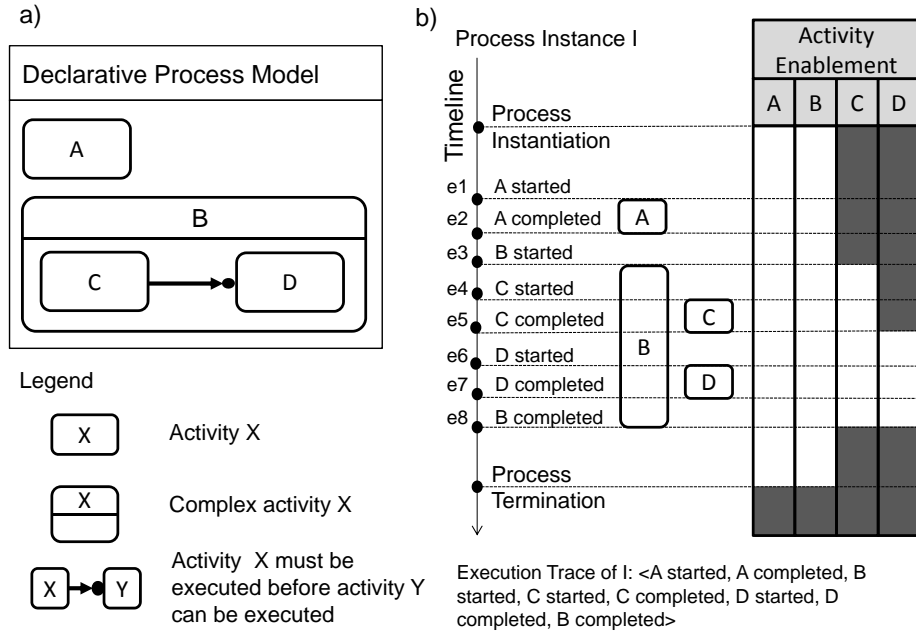 a)
Declarative Process Model
A
B
C
D
Legend
X
Activity X
X
Complex activity X
X
Y
Activity X must be
executed before activity Y
can be executed
b)
Process Instance I
Timeline
Activity
Enablement
A B C D
Process
Instantiation
e1 A started
e2 A completed
A
e3 B started
e4 C started
e5 C completed
C
B
e6 D started
e7 D completed
D
e8 B completed
Process
Termination
Execution Trace of I: <A started, A completed, B
started, C started, C completed, D started, D
completed, B completed>